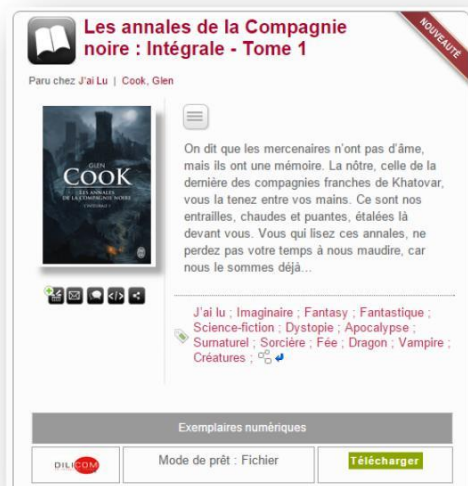 Les annales de la Compagnie
noire : Intégrale - Tome 1
NOUVEAUTÉ
Paru chez J'ai Lu | Cook, Glen
GLEN
COOK
LES ANNALES
DE LA COMPAGNIE NOIRE
On dit que les mercenaires n'ont pas d'âme,
mais ils ont une mémoire. La nôtre, celle de la
dernière des compagnies franches de Khatovar,
vous la tenez entre vos mains. Ce sont nos
entrailles, chaudes et puantes, étalées là
devant vous. Vous qui lisez ces annales, ne
perdez pas votre temps à nous maudire, car
nous le sommes déjà...
J'ai lu ; Imaginaire ; Fantasy ; Fantastique ;
Science-fiction ; Dystopie ; Apocalypse ;
Surnaturel ; Sorcière ; Fée ; Dragon ; Vampire ;
Créatures ;
Exemplaires numériques
DILICOM
Mode de prêt : Fichier
Télécharger